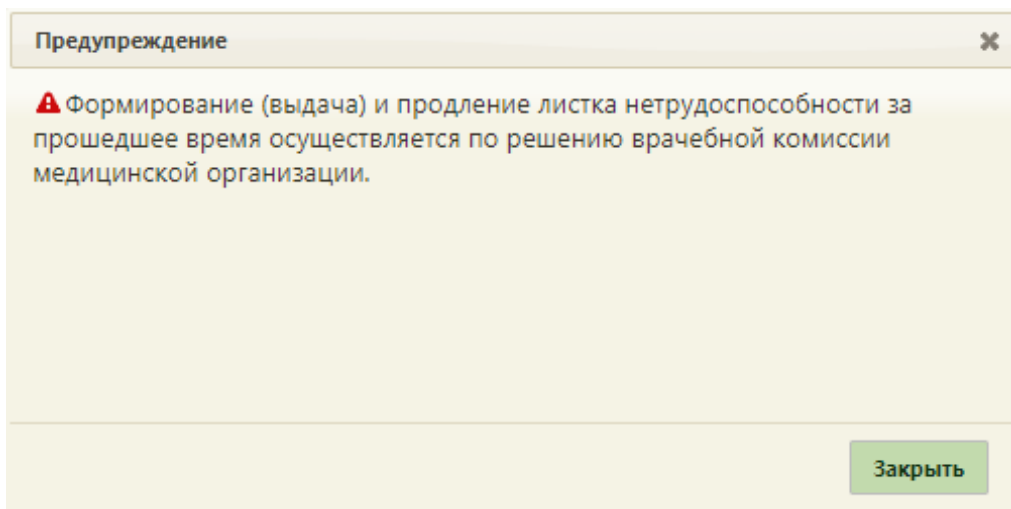 Предупреждение
Формирование (выдача) и продление листка нетрудоспособности за
прошедшее время осуществляется по решению врачебной комиссии
медицинской организации.
Закрыть